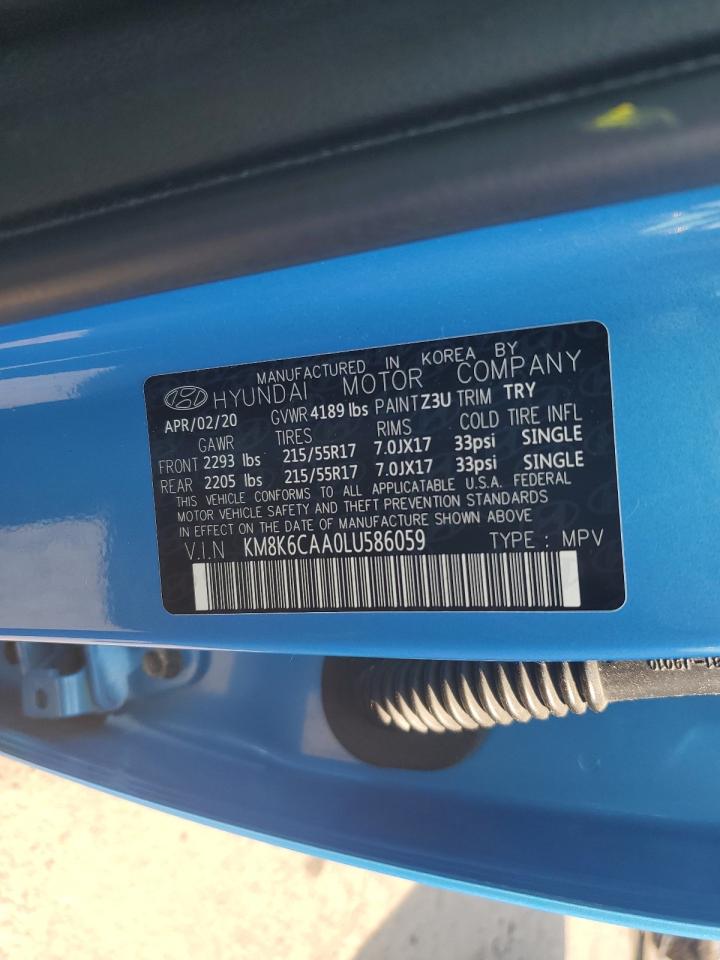 MANUFACTURED IN KOREA BY
HYUNDAI MOTOR COMPANY
APR/02/20 GVWR 4189 lbs PAINT Z3U TRIM TRY
GAWR TIRES RIMS COLD TIRE INFL
FRONT 2293 lbs 215/55R17 7.0JX17 33psi SINGLE
REAR 2205 lbs 215/55R17 7.0JX17 33psi SINGLE
THIS VEHICLE CONFORMS TO ALL APPLICATABLE U.S.A. FEDERAL
MOTOR VEHICLE SAFETY AND THEFT PREVENTION STANDARDS
IN EFFECT ON THE DATE OF MANUFACTURE SHOWN ABOVE
V.I.N KM8K6CAA0LU586059 TYPE : MPV